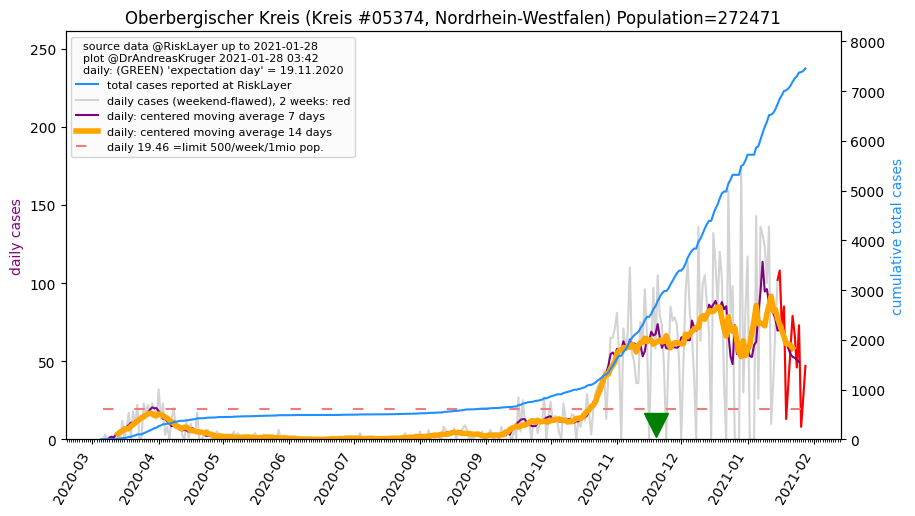 Oberbergischer Kreis (Kreis #05374, Nordrhein-Westfalen) Population=272471
source data @RiskLayer up to 2021-01-28
plot @DrAndreasKruger 2021-01-28 03:42
daily: (GREEN) 'expectation day' = 19.11.2020
total cases reported at RiskLayer
daily cases (weekend-flawed), 2 weeks: red
daily: centered moving average 7 days
daily: centered moving average 14 days
daily 19.46 =limit 500/week/1mio pop.
daily cases
250
200
150
100
50
0
cumulative total cases
8000
7000
6000
5000
4000
3000
2000
1000
0
2020-03
2020-04
2020-05
2020-06
2020-07
2020-08
2020-09
2020-10
2020-11
2020-12
2021-01
2021-02